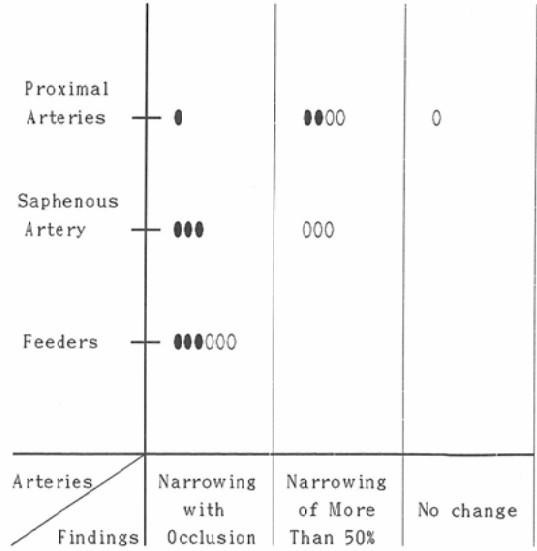 Proximal
Arteries
Saphenous
Artery
Feeders
Arteries
Findings
Narrowing
with
Occlusion
Narrowing
of More
Than 50%
No change